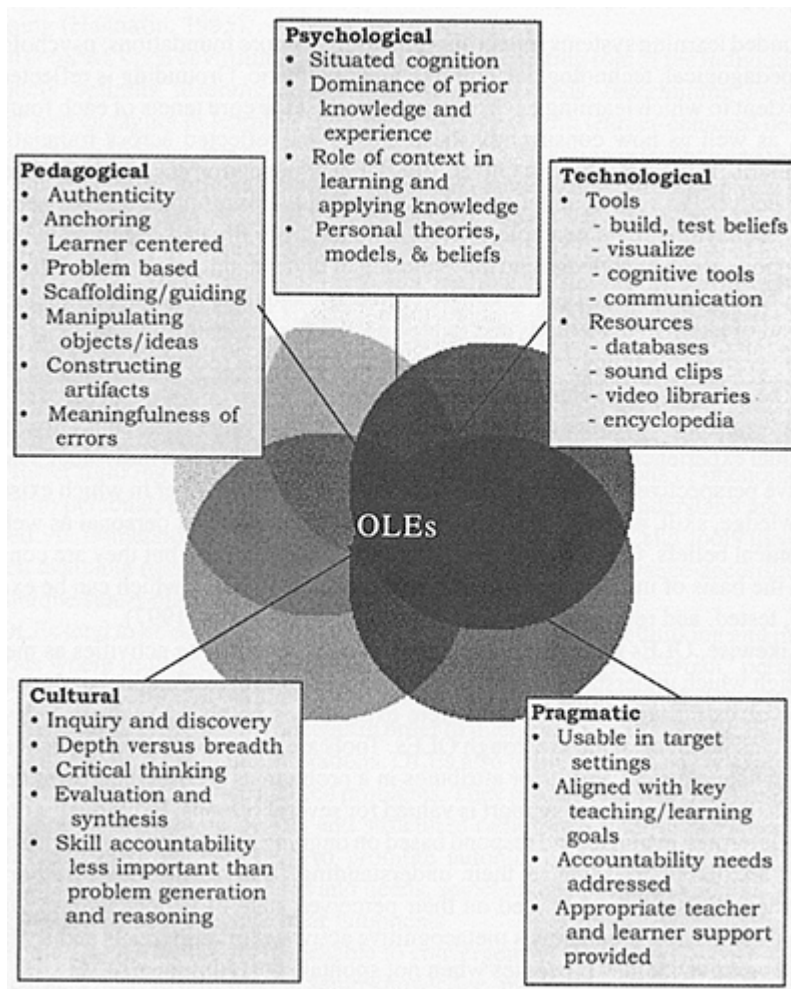 Psychological
• Situated cognition
• Dominance of prior
knowledge and
experience
• Role of context in
learning and
applying knowledge
• Personal theories,
models, & beliefs
Pedagogical
• Authenticity
• Anchoring
• Learner centered
• Problem based
• Scaffolding/guiding
• Manipulating
objects/ideas
• Constructing
artifacts
• Meaningfulness of
errors
Technological
• Tools
- build, test beliefs
- visualize
- cognitive tools
- communication
• Resources
- databases
- sound clips
- video libraries
- encyclopedia
OLEs
Cultural
• Inquiry and discovery
• Depth versus breadth
• Critical thinking
• Evaluation and
synthesis
• Skill accountability
less important than
problem generation
and reasoning
Pragmatic
• Usable in target
settings
• Aligned with key
teaching/learning
goals
• Accountability needs
addressed
• Appropriate teacher
and learner support
provided